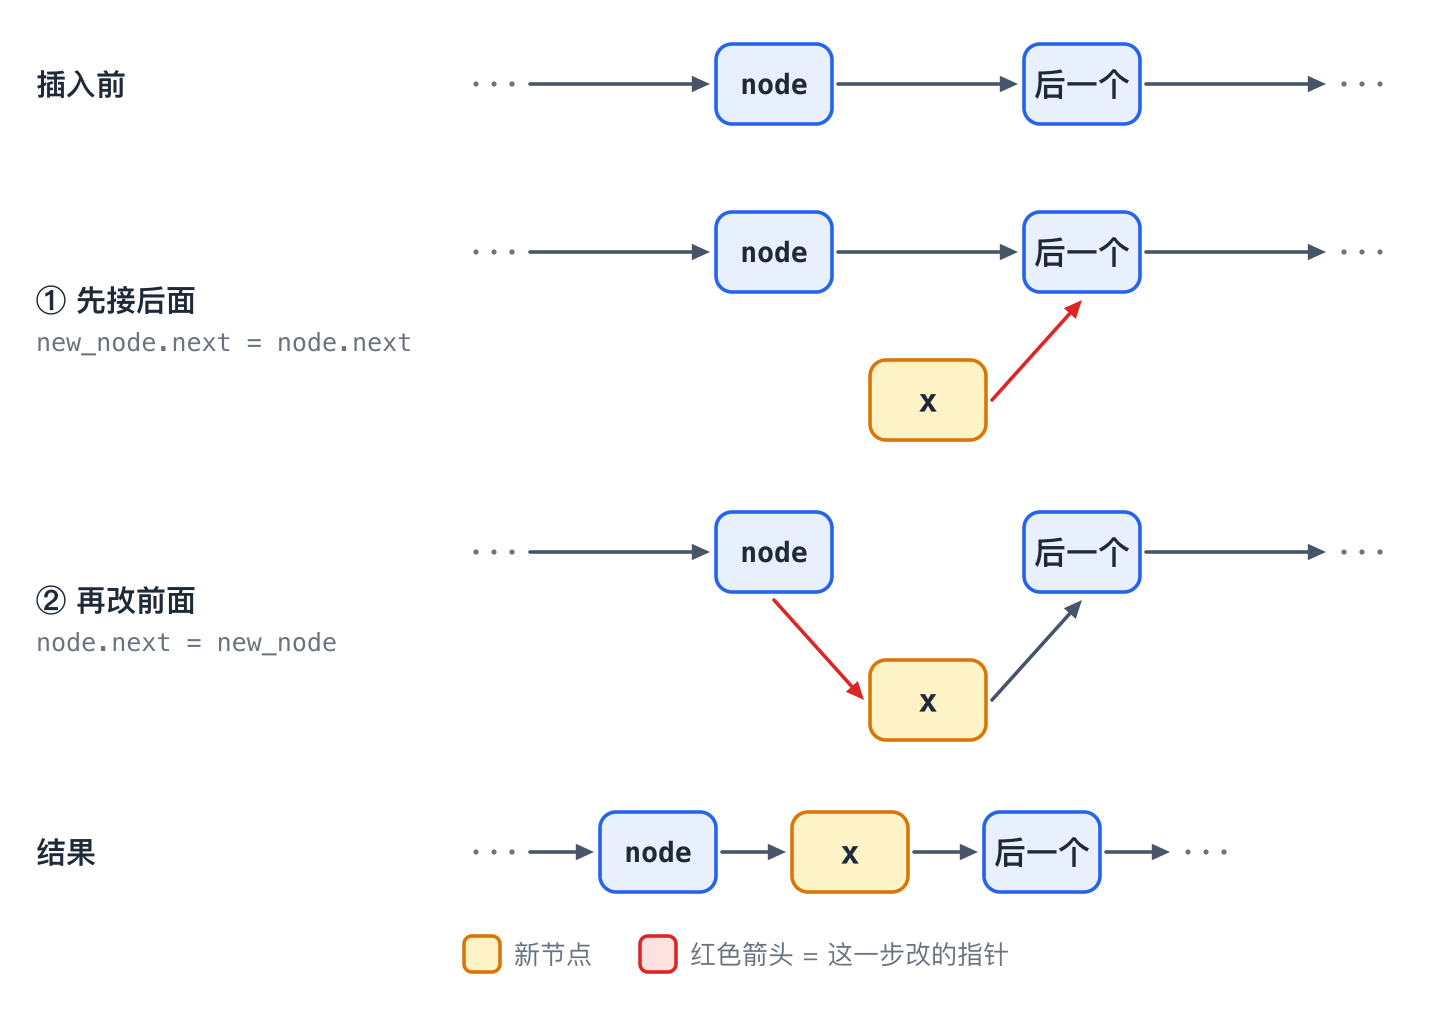 插入前
· · · node 后一个 · · ·
· · · node 后一个 · · ·
① 先接后面
new_node.next = node.next
x
· · · node 后一个 · · ·
② 再改前面
node.next = new_node
x
结果
· · · node x 后一个 · · ·
新节点 红色箭头 = 这一步改的指针